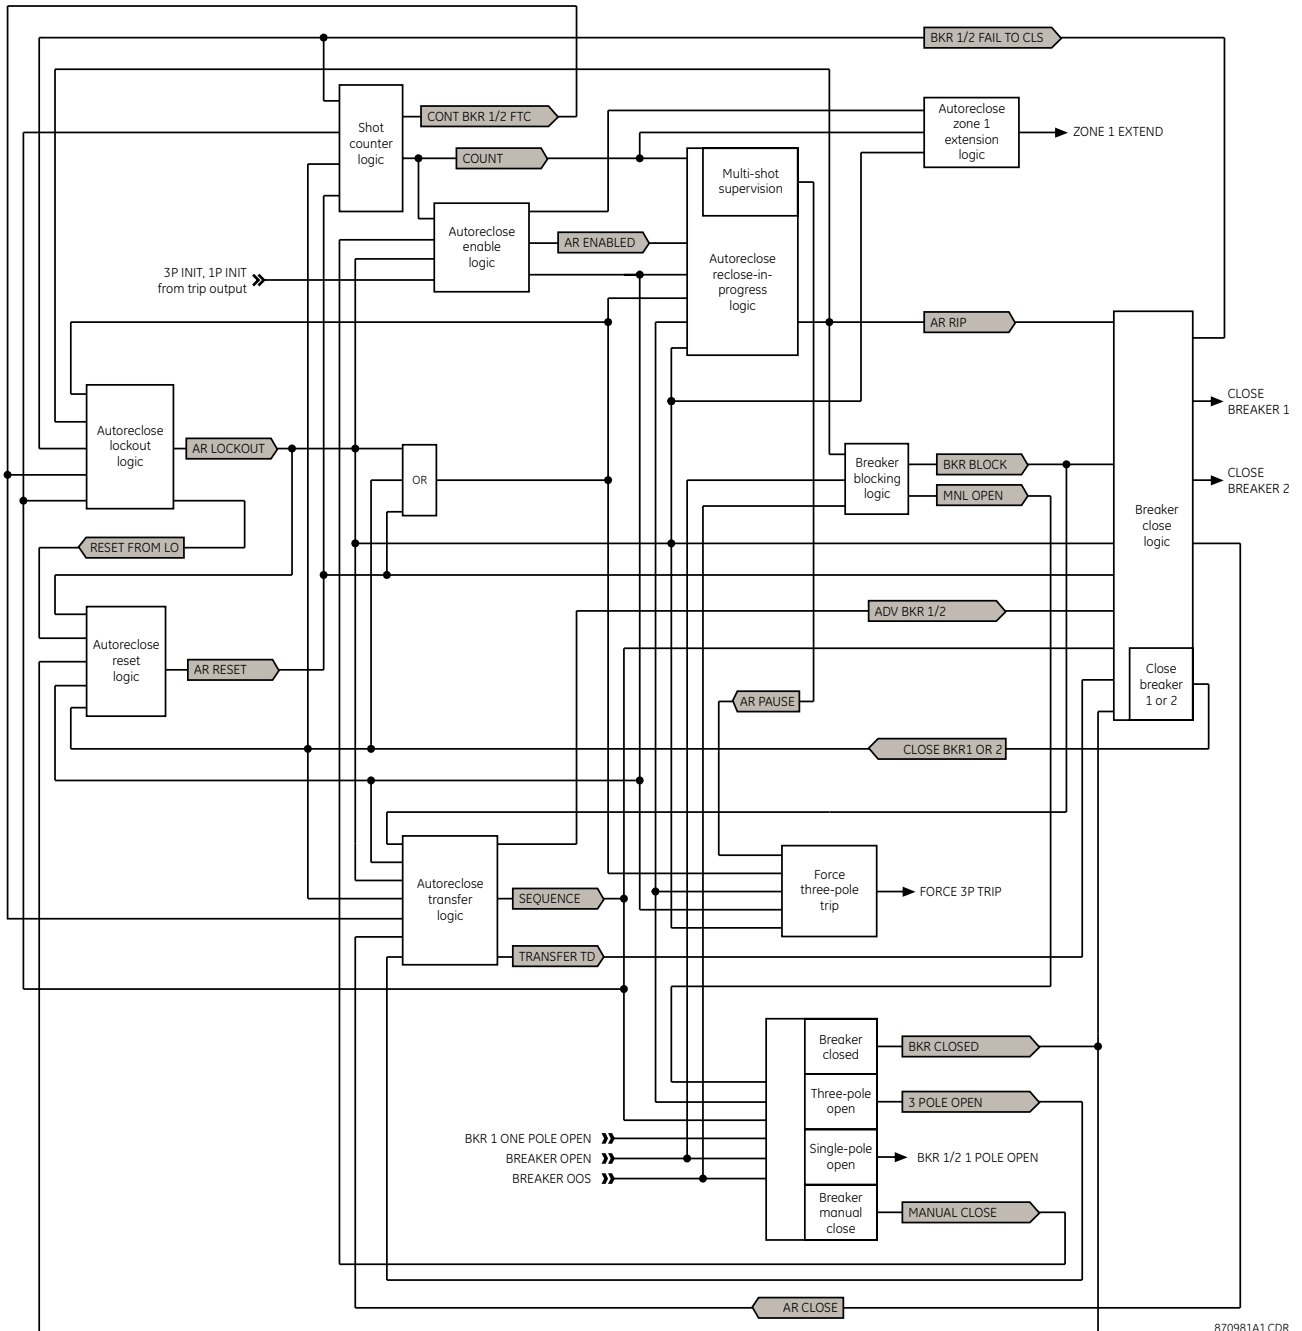 BKR 1/2 FAIL TO CLS
Shot
counter
logic
CONT BKR 1/2 FTC
COUNT
Autoreclose
zone 1
extension
logic
ZONE 1 EXTEND
Multi-shot
supervision
Autoreclose
enable
logic
AR ENABLED
3P INIT, 1P INIT
from trip output
Autoreclose
reclose-in-
progress
logic
AR RIP
CLOSE
BREAKER 1
Autoreclose
lockout
logic
AR LOCKOUT
OR
Breaker
blocking
logic
BKR BLOCK
MNL OPEN
CLOSE
BREAKER 2
Breaker
close
logic
RESET FROM LO
ADV BKR 1/2
Autoreclose
reset
logic
AR RESET
Close
breaker
1 or 2
AR PAUSE
CLOSE BKR1 OR 2
Autoreclose
transfer
logic
SEQUENCE
TRANSFER TD
Force
three-pole
trip
FORCE 3P TRIP
Breaker
closed
BKR CLOSED
Three-pole
open
3 POLE OPEN
BKR 1 ONE POLE OPEN
BREAKER OPEN
BREAKER OOS
Single-pole
open
BKR 1/2 1 POLE OPEN
Breaker
manual
close
MANUAL CLOSE
AR CLOSE
870981A1.CDR